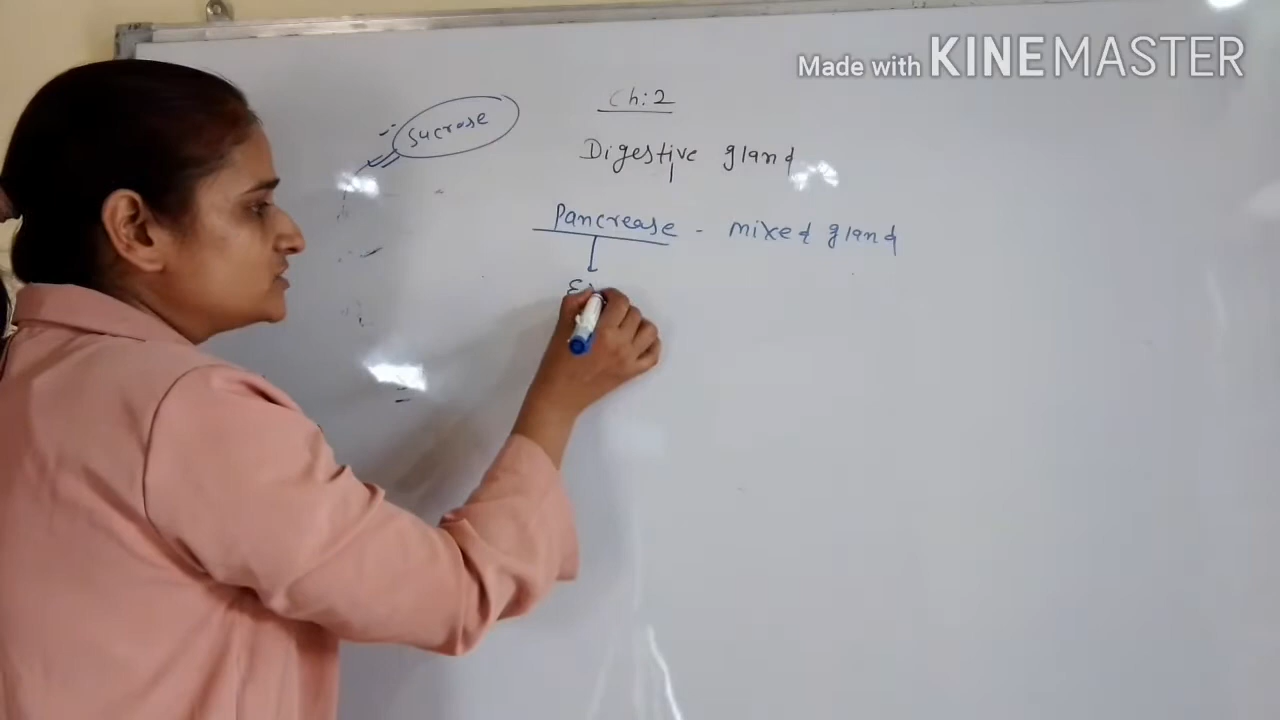 Made with KINEMASTER
Ch:2
Sucrose
Digestive gland
Pancrease - mixed gland